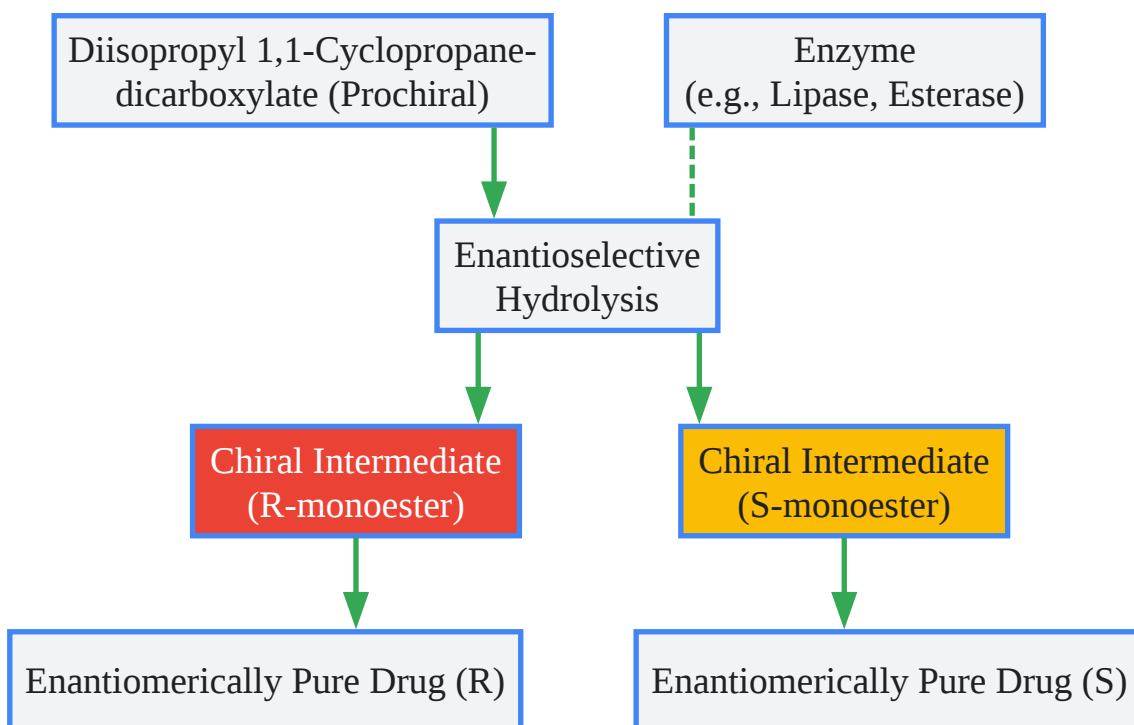 Diisopropyl 1,1-Cyclopropane-
dicarboxylate (Prochiral)
Enzyme
(e.g., Lipase, Esterase)
Enantioselective
Hydrolysis
Chiral Intermediate
(R-monoester)
Chiral Intermediate
(S-monoester)
Enantiomerically Pure Drug (R)
Enantiomerically Pure Drug (S)